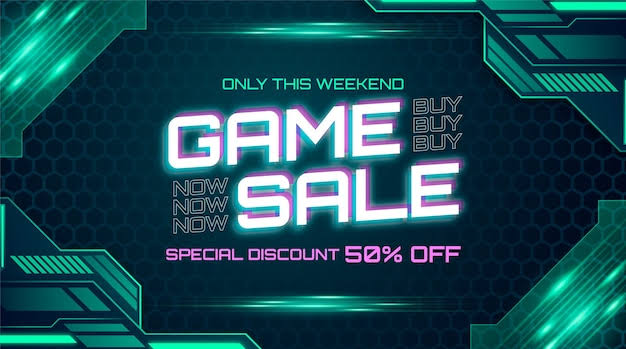 ONLY THIS WEEKEND
GAME
BUY
BUY
BUY
NOW
NOW
NOW
SALE
SPECIAL DISCOUNT 50% OFF